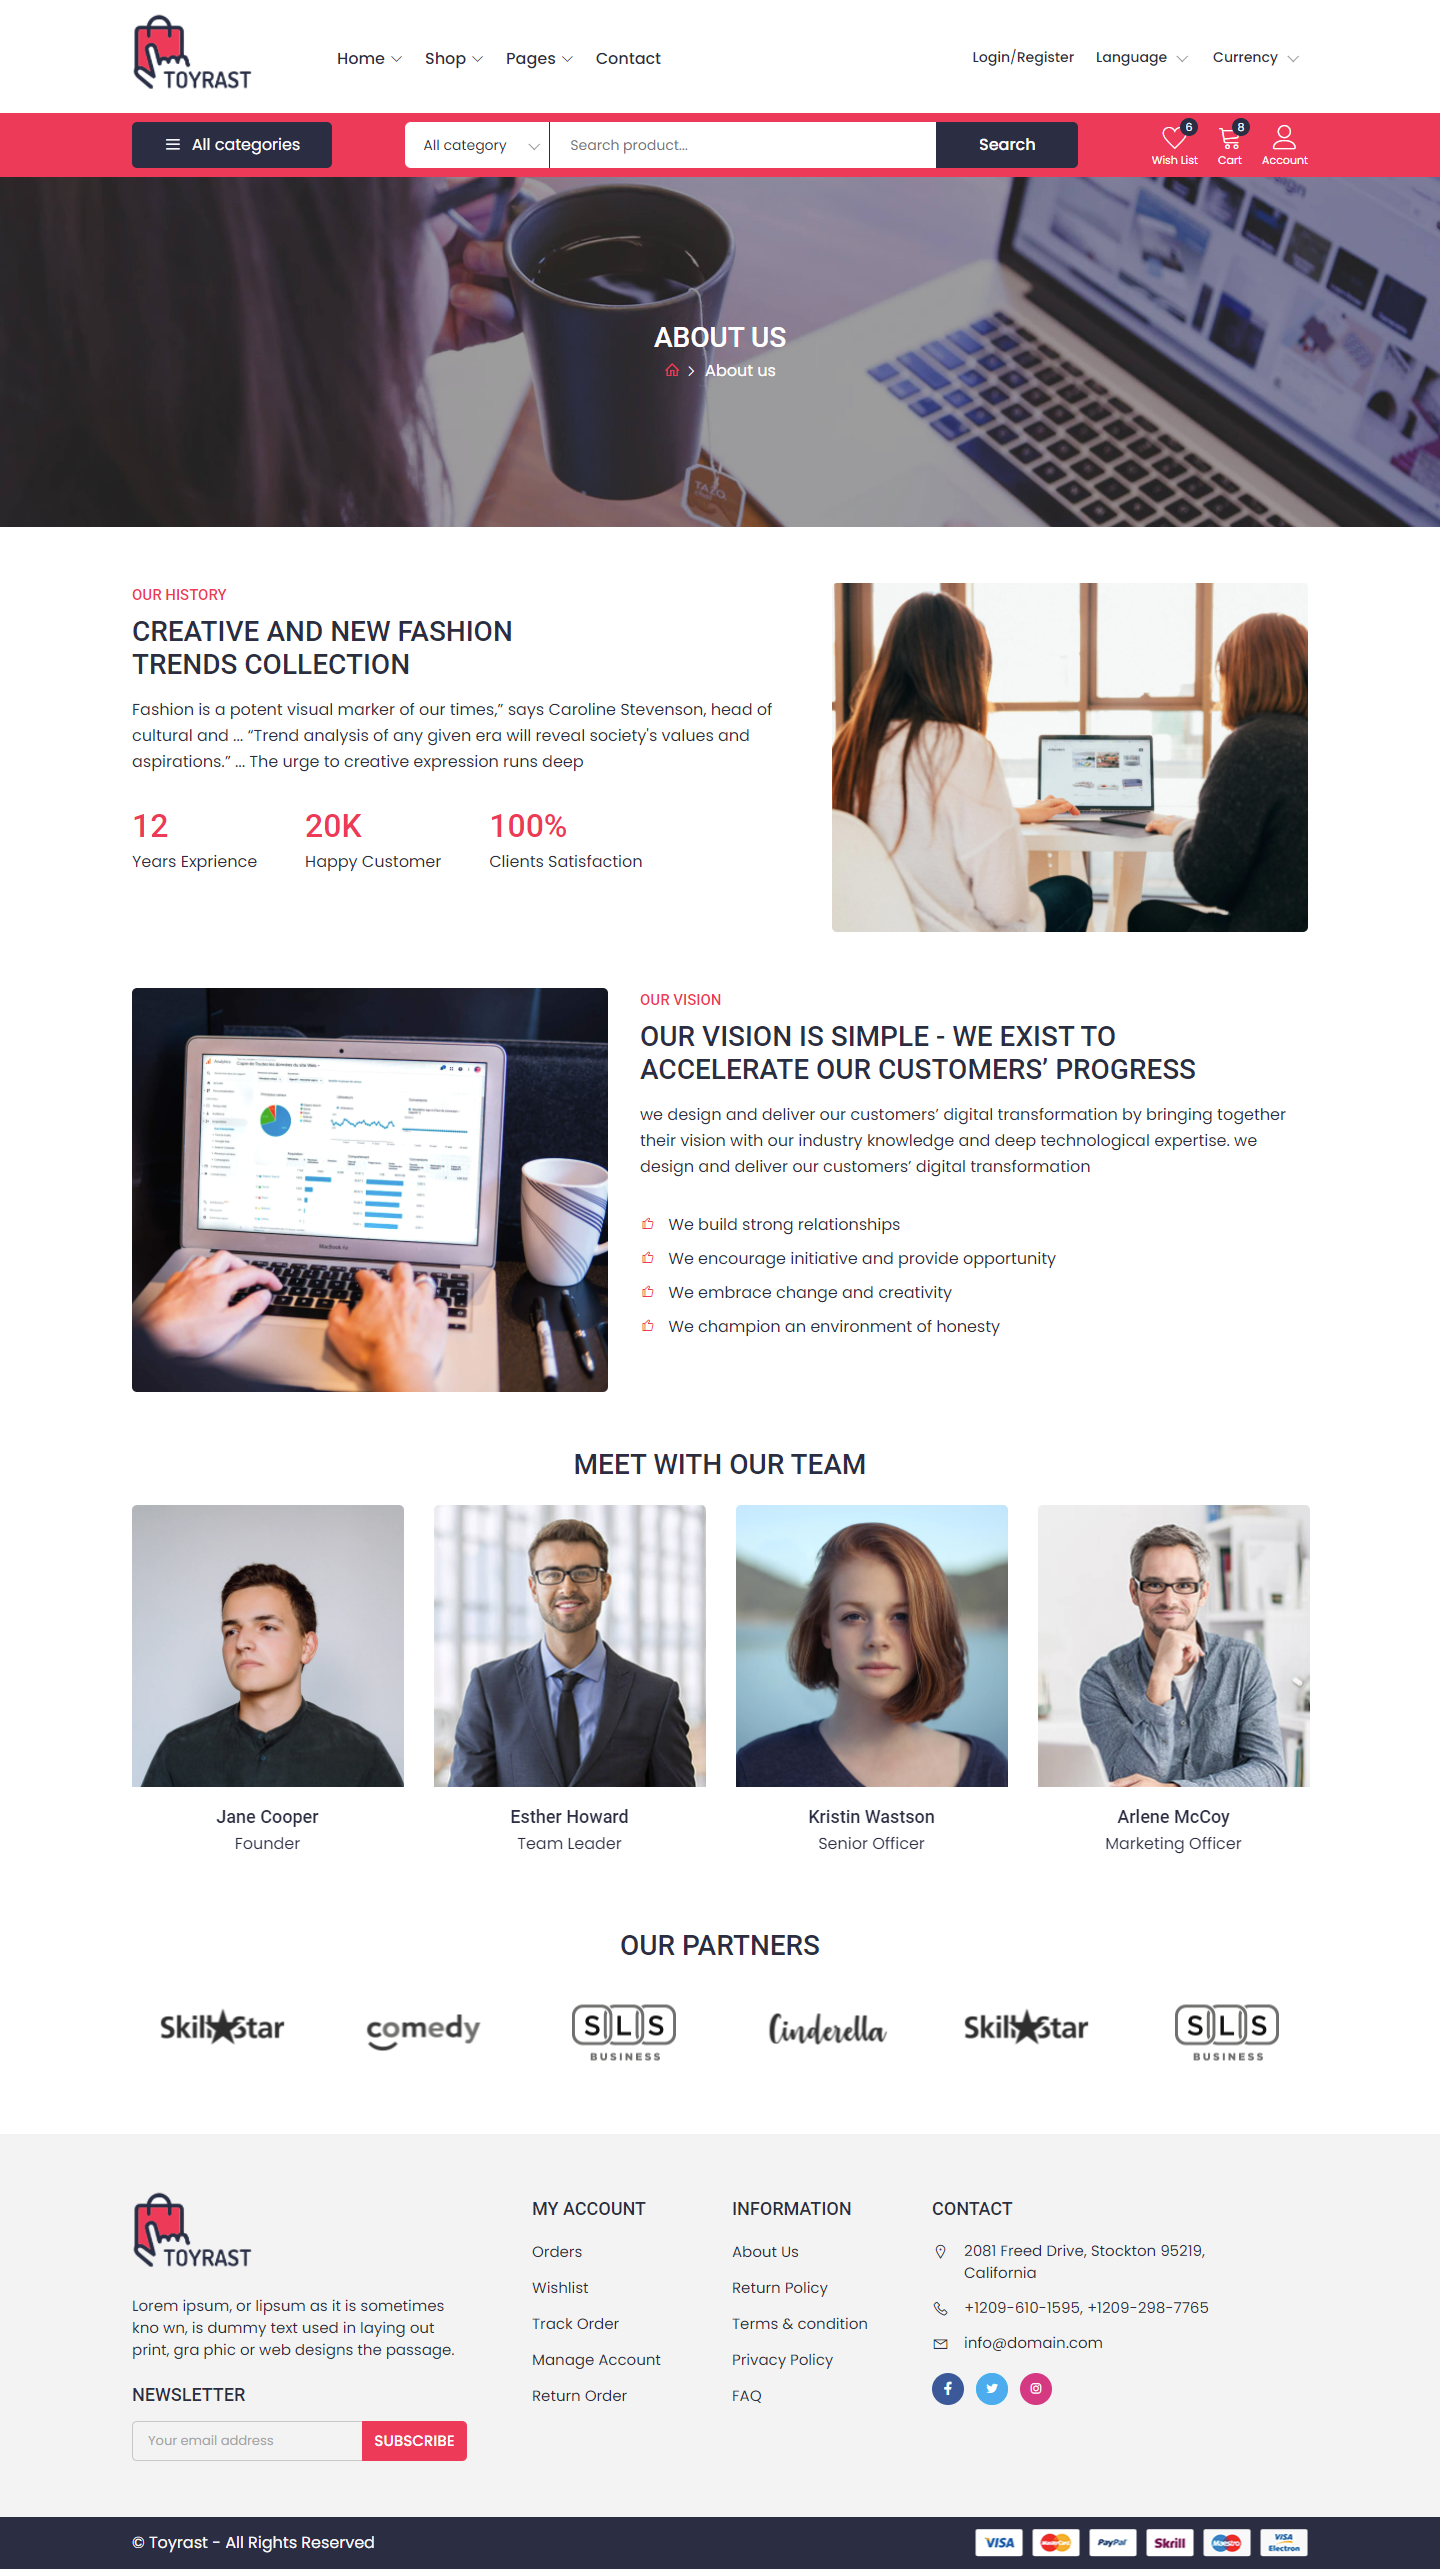 TOYRAST
Home Shop Pages Contact
Login/Register Language Currency
All categories
All category Search product... Search
6 8
Wish List Cart Account
TAZO
ABOUT US
About us
OUR HISTORY
CREATIVE AND NEW FASHION
TRENDS COLLECTION
Fashion is a potent visual marker of our times,” says Caroline Stevenson, head of
cultural and ... “Trend analysis of any given era will reveal society's values and
aspirations.” ... The urge to creative expression runs deep
12 20K 100%
Years Exprience Happy Customer Clients Satisfaction
MacBook Air
OUR VISION
OUR VISION IS SIMPLE - WE EXIST TO
ACCELERATE OUR CUSTOMERS’ PROGRESS
we design and deliver our customers’ digital transformation by bringing together
their vision with our industry knowledge and deep technological expertise. we
design and deliver our customers’ digital transformation
We build strong relationships
We encourage initiative and provide opportunity
We embrace change and creativity
We champion an environment of honesty
MEET WITH OUR TEAM
Jane Cooper Esther Howard Kristin Wastson Arlene McCoy
Founder Team Leader Senior Officer Marketing Officer
OUR PARTNERS
Skill Star comedy SLS BUSINESS Cinderella Skill Star SLS BUSINESS
TOYRAST
Lorem ipsum, or lipsum as it is sometimes
kno wn, is dummy text used in laying out
print, gra phic or web designs the passage.
NEWSLETTER
Your email address SUBSCRIBE
MY ACCOUNT
Orders
Wishlist
Track Order
Manage Account
Return Order
INFORMATION
About Us
Return Policy
Terms & condition
Privacy Policy
FAQ
CONTACT
2081 Freed Drive, Stockton 95219,
California
+1209-610-1595, +1209-298-7765
info@domain.com
© Toyrast - All Rights Reserved
VISA MasterCard PayPal Skrill Maestro VISA Electron